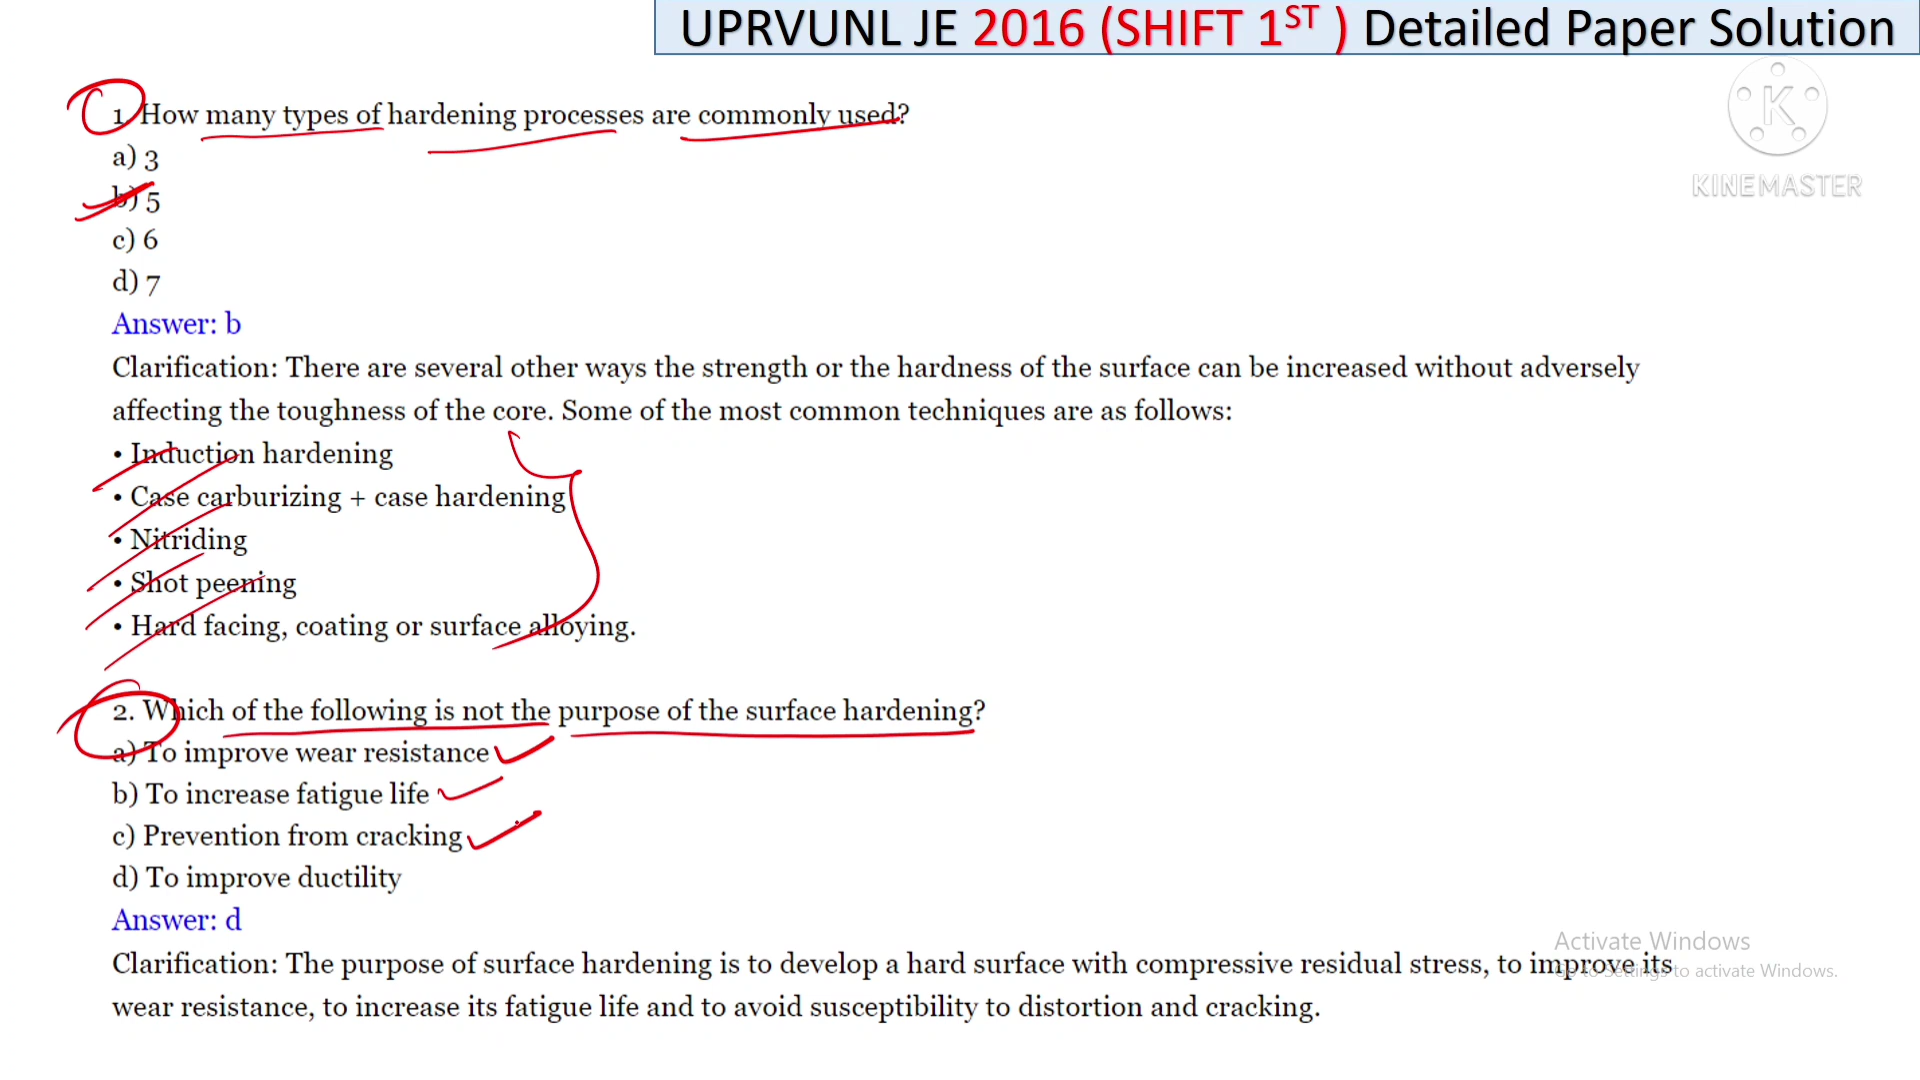 UPRVUNL JE 2016 (SHIFT 1ST ) Detailed Paper Solution
KINEMASTER
1. How many types of hardening processes are commonly used?
a) 3
b) 5
c) 6
d) 7
Answer: b
Clarification: There are several other ways the strength or the hardness of the surface can be increased without adversely
affecting the toughness of the core. Some of the most common techniques are as follows:
• Induction hardening
• Case carburizing + case hardening
• Nitriding
• Shot peening
• Hard facing, coating or surface alloying.
2. Which of the following is not the purpose of the surface hardening?
a) To improve wear resistance
b) To increase fatigue life
c) Prevention from cracking
d) To improve ductility
Answer: d
Clarification: The purpose of surface hardening is to develop a hard surface with compressive residual stress, to improve its
wear resistance, to increase its fatigue life and to avoid susceptibility to distortion and cracking.
Activate Windows
Go to Settings to activate Windows.